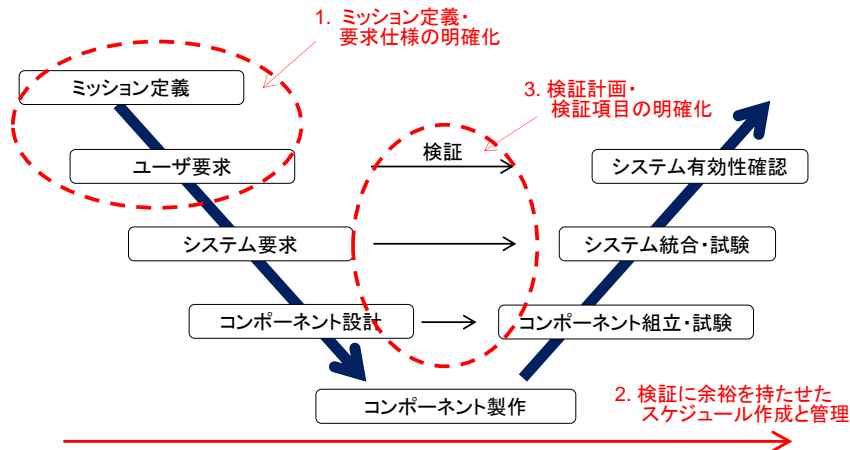 1. ミッション定義・
要求仕様の明確化
ミッション定義
3. 検証計画・
検証項目の明確化
ユーザ要求
検証
システム有効性確認
システム要求
システム統合・試験
コンポーネント設計
コンポーネント組立・試験
コンポーネント製作
2. 検証に余裕を持たせた
スケジュール作成と管理